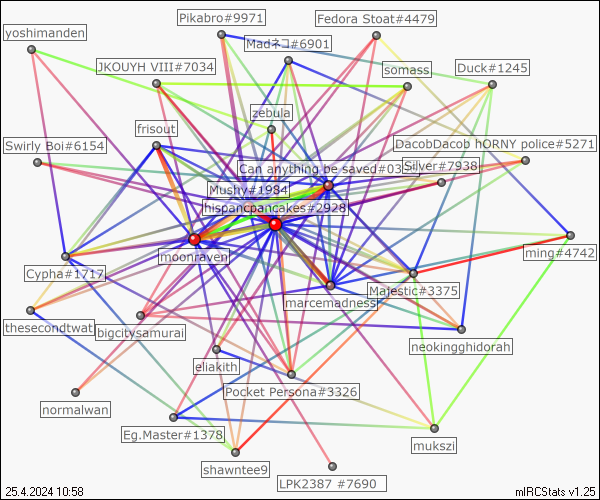 Pikabro#9971
Fedora Stoat#4479
yoshimanden
Madネコ#6901
JKOUYH VIII#7034
somass
Duck#1245
zebula
frisout
Swirly Boi#6154
DacobDacob hORNY police#5271
Can anything be saved#03
Silver#7938
Mushy#1984
hispancpancakes#2928
moonraven
ming#4742
Cypha#1717
Majestic#3375
marcemadness
thesecondtwat
bigcitysamurai
neokingghidorah
eliakith
Pocket Persona#3326
normalwan
Eg.Master#1378
mukszi
shawntee9
LPK2387 #7690
25.4.2024 10:58
mIRCStats v1.25